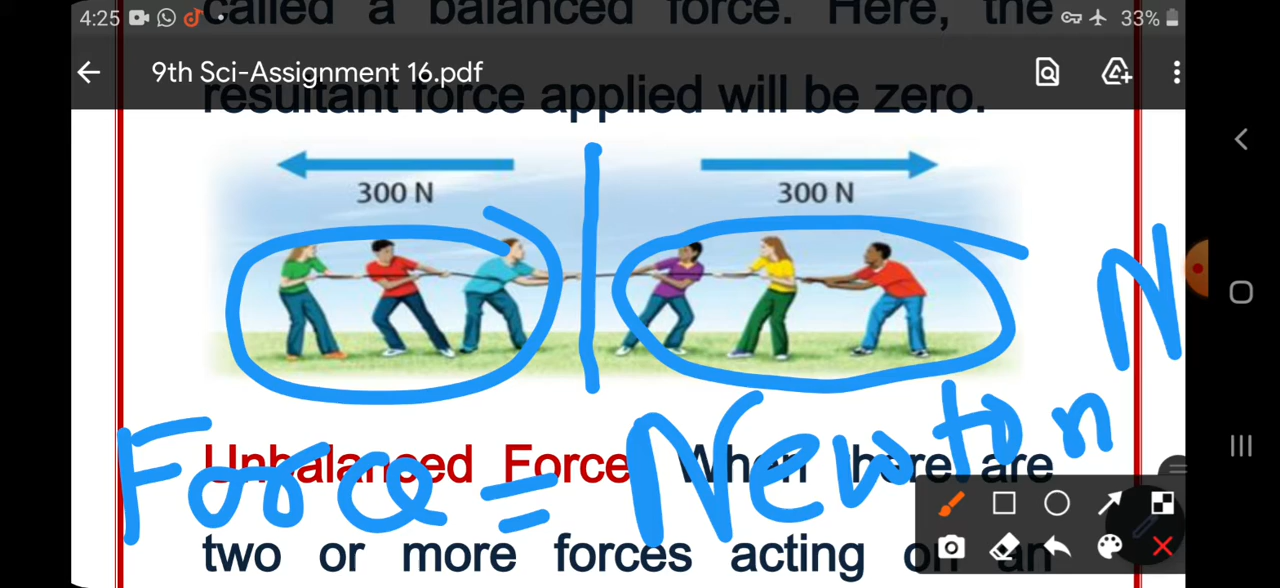 called a balanced force. Here, the
4:25 33%
9th Sci-Assignment 16.pdf
resultant force applied will be zero.
300 N 300 N
N
Force = Newton
Unbalanced Force When there are
two or more forces acting on an